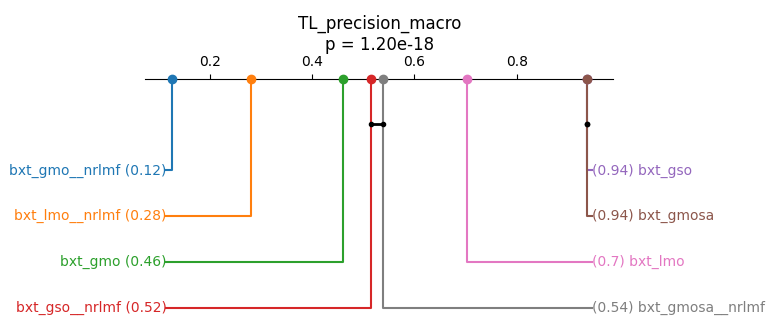 TL_precision_macro
p = 1.20e-18
0.2 0.4 0.6 0.8
bxt_gmo__nrlmf (0.12)
bxt_lmo__nrlmf (0.28)
bxt_gmo (0.46)
bxt_gso__nrlmf (0.52)
(0.94) bxt_gso
(0.94) bxt_gmosa
(0.7) bxt_lmo
(0.54) bxt_gmosa__nrlmf